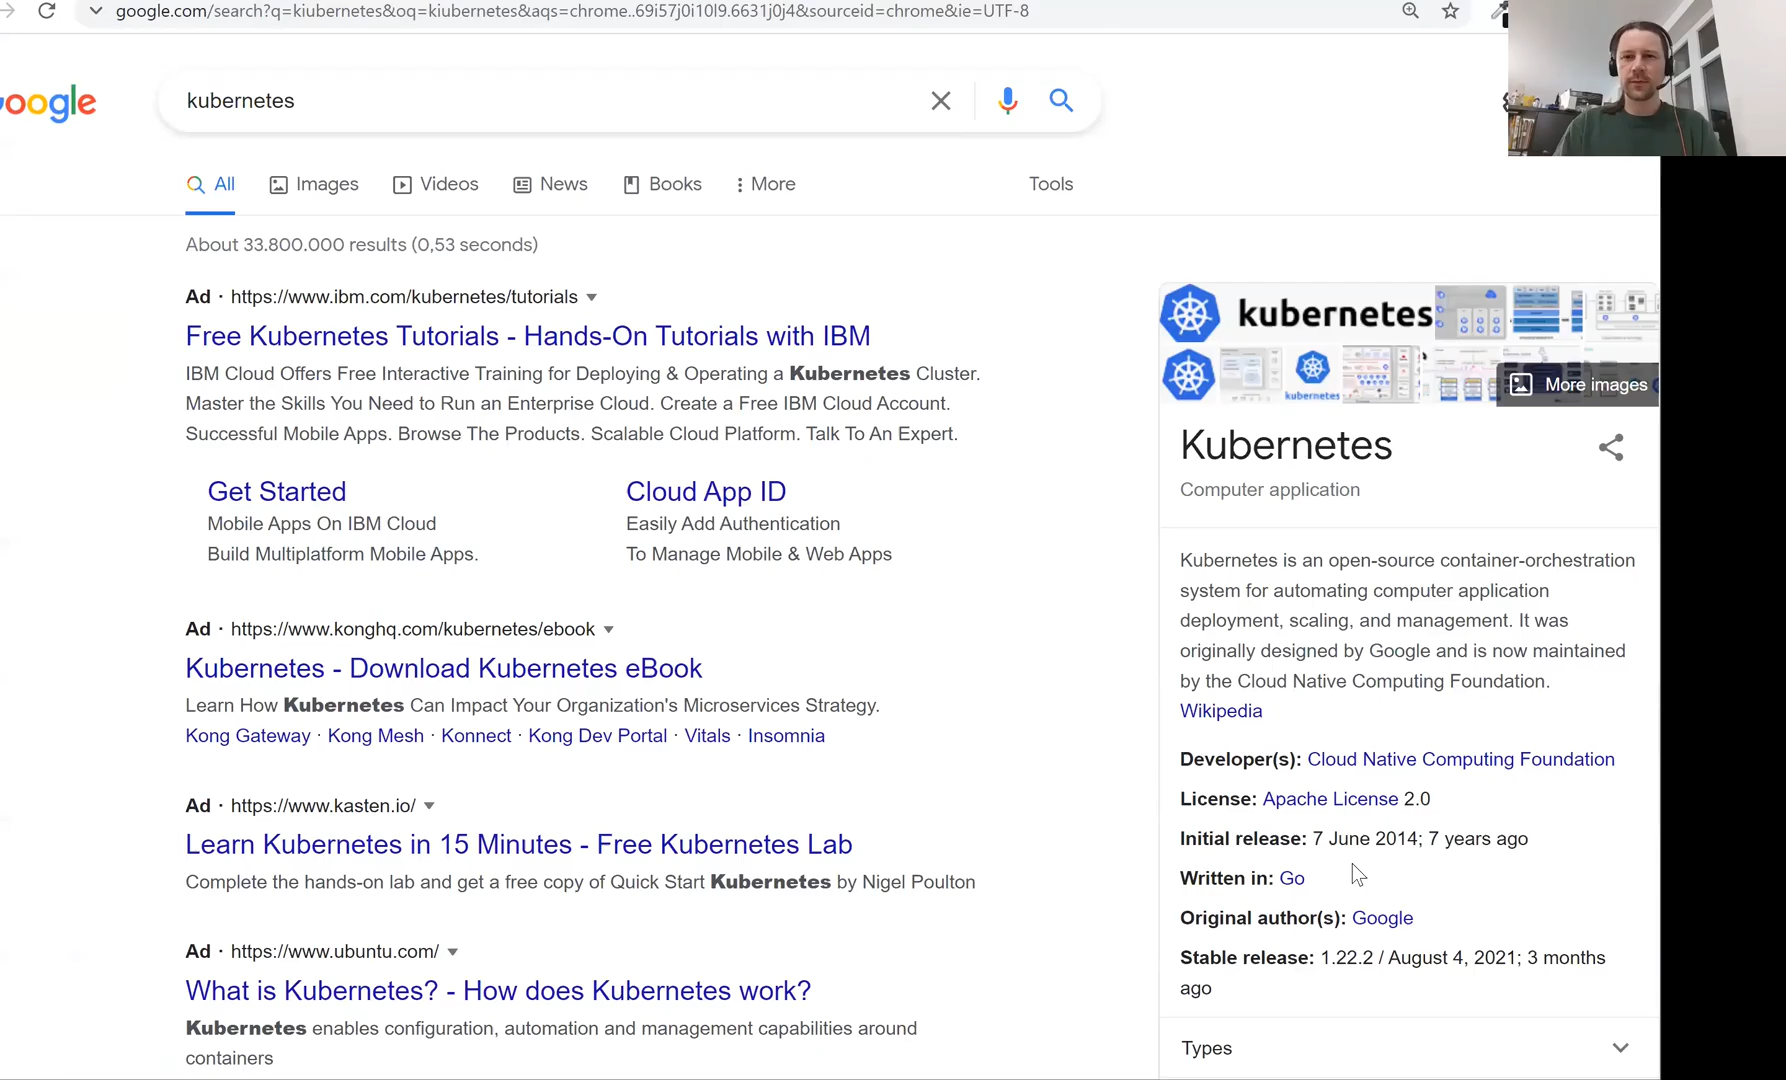 google.com/search?q=kiubernetes&oq=kiubernetes&aqs=chrome..69i57j0i10l9.6631j0j4&sourceid=chrome&ie=UTF-8
oogle
kubernetes
All
Images
Videos
News
Books
More
Tools
About 33.800.000 results (0,53 seconds)
Ad · https://www.ibm.com/kubernetes/tutorials
Free Kubernetes Tutorials - Hands-On Tutorials with IBM
IBM Cloud Offers Free Interactive Training for Deploying & Operating a Kubernetes Cluster.
Master the Skills You Need to Run an Enterprise Cloud. Create a Free IBM Cloud Account.
Successful Mobile Apps. Browse The Products. Scalable Cloud Platform. Talk To An Expert.
Get Started
Mobile Apps On IBM Cloud
Build Multiplatform Mobile Apps.
Cloud App ID
Easily Add Authentication
To Manage Mobile & Web Apps
Ad · https://www.konghq.com/kubernetes/ebook
Kubernetes - Download Kubernetes eBook
Learn How Kubernetes Can Impact Your Organization's Microservices Strategy.
Kong Gateway · Kong Mesh · Konnect · Kong Dev Portal · Vitals · Insomnia
Ad · https://www.kasten.io/
Learn Kubernetes in 15 Minutes - Free Kubernetes Lab
Complete the hands-on lab and get a free copy of Quick Start Kubernetes by Nigel Poulton
Ad · https://www.ubuntu.com/
What is Kubernetes? - How does Kubernetes work?
Kubernetes enables configuration, automation and management capabilities around
containers
kubernetes
kubernetes
More images
Kubernetes
Computer application
Kubernetes is an open-source container-orchestration
system for automating computer application
deployment, scaling, and management. It was
originally designed by Google and is now maintained
by the Cloud Native Computing Foundation.
Wikipedia
Developer(s): Cloud Native Computing Foundation
License: Apache License 2.0
Initial release: 7 June 2014; 7 years ago
Written in: Go
Original author(s): Google
Stable release: 1.22.2 / August 4, 2021; 3 months
ago
Types